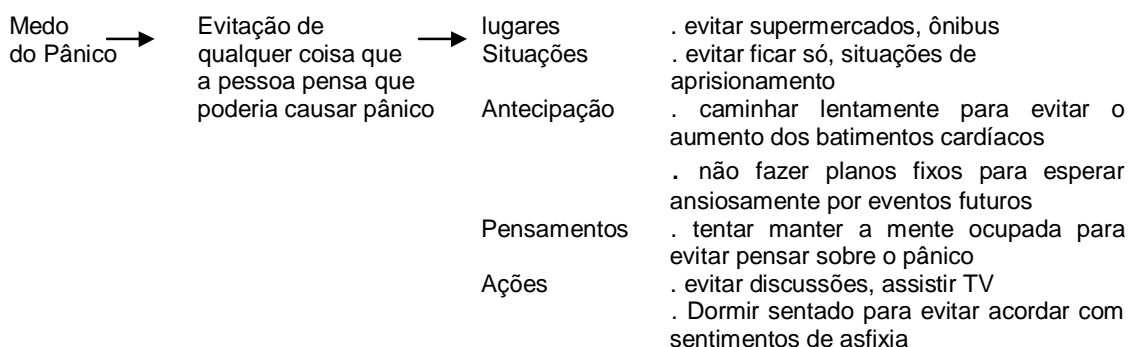 Medo Evitação de lugares . evitar supermercados, ônibus
do Pânico qualquer coisa que Situações . evitar ficar só, situações de
a pessoa pensa que aprisionamento
poderia causar pânico Antecipação . caminhar lentamente para evitar o
aumento dos batimentos cardíacos
. não fazer planos fixos para esperar
ansiosamente por eventos futuros
Pensamentos . tentar manter a mente ocupada para
evitar pensar sobre o pânico
Ações . evitar discussões, assistir TV
. Dormir sentado para evitar acordar com
sentimentos de asfixia